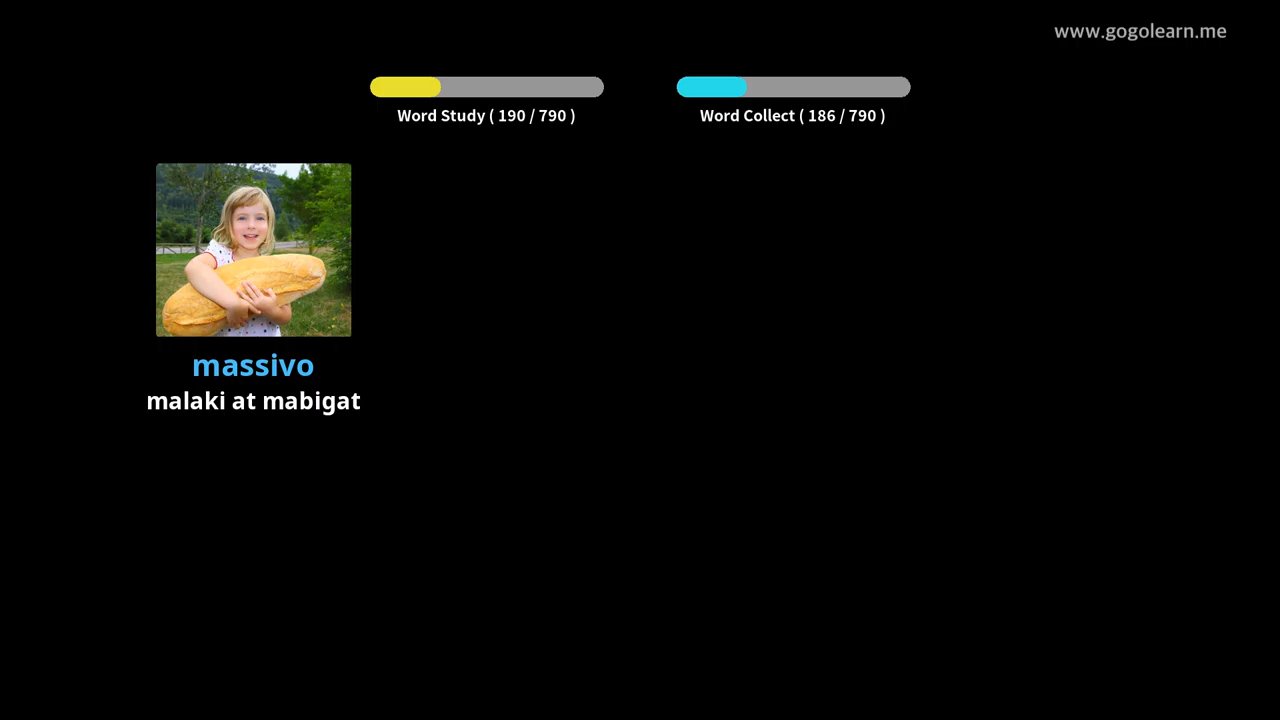 www.gogolearn.me
Word Study ( 190 / 790 )
Word Collect ( 186 / 790 )
massivo
malaki at mabigat